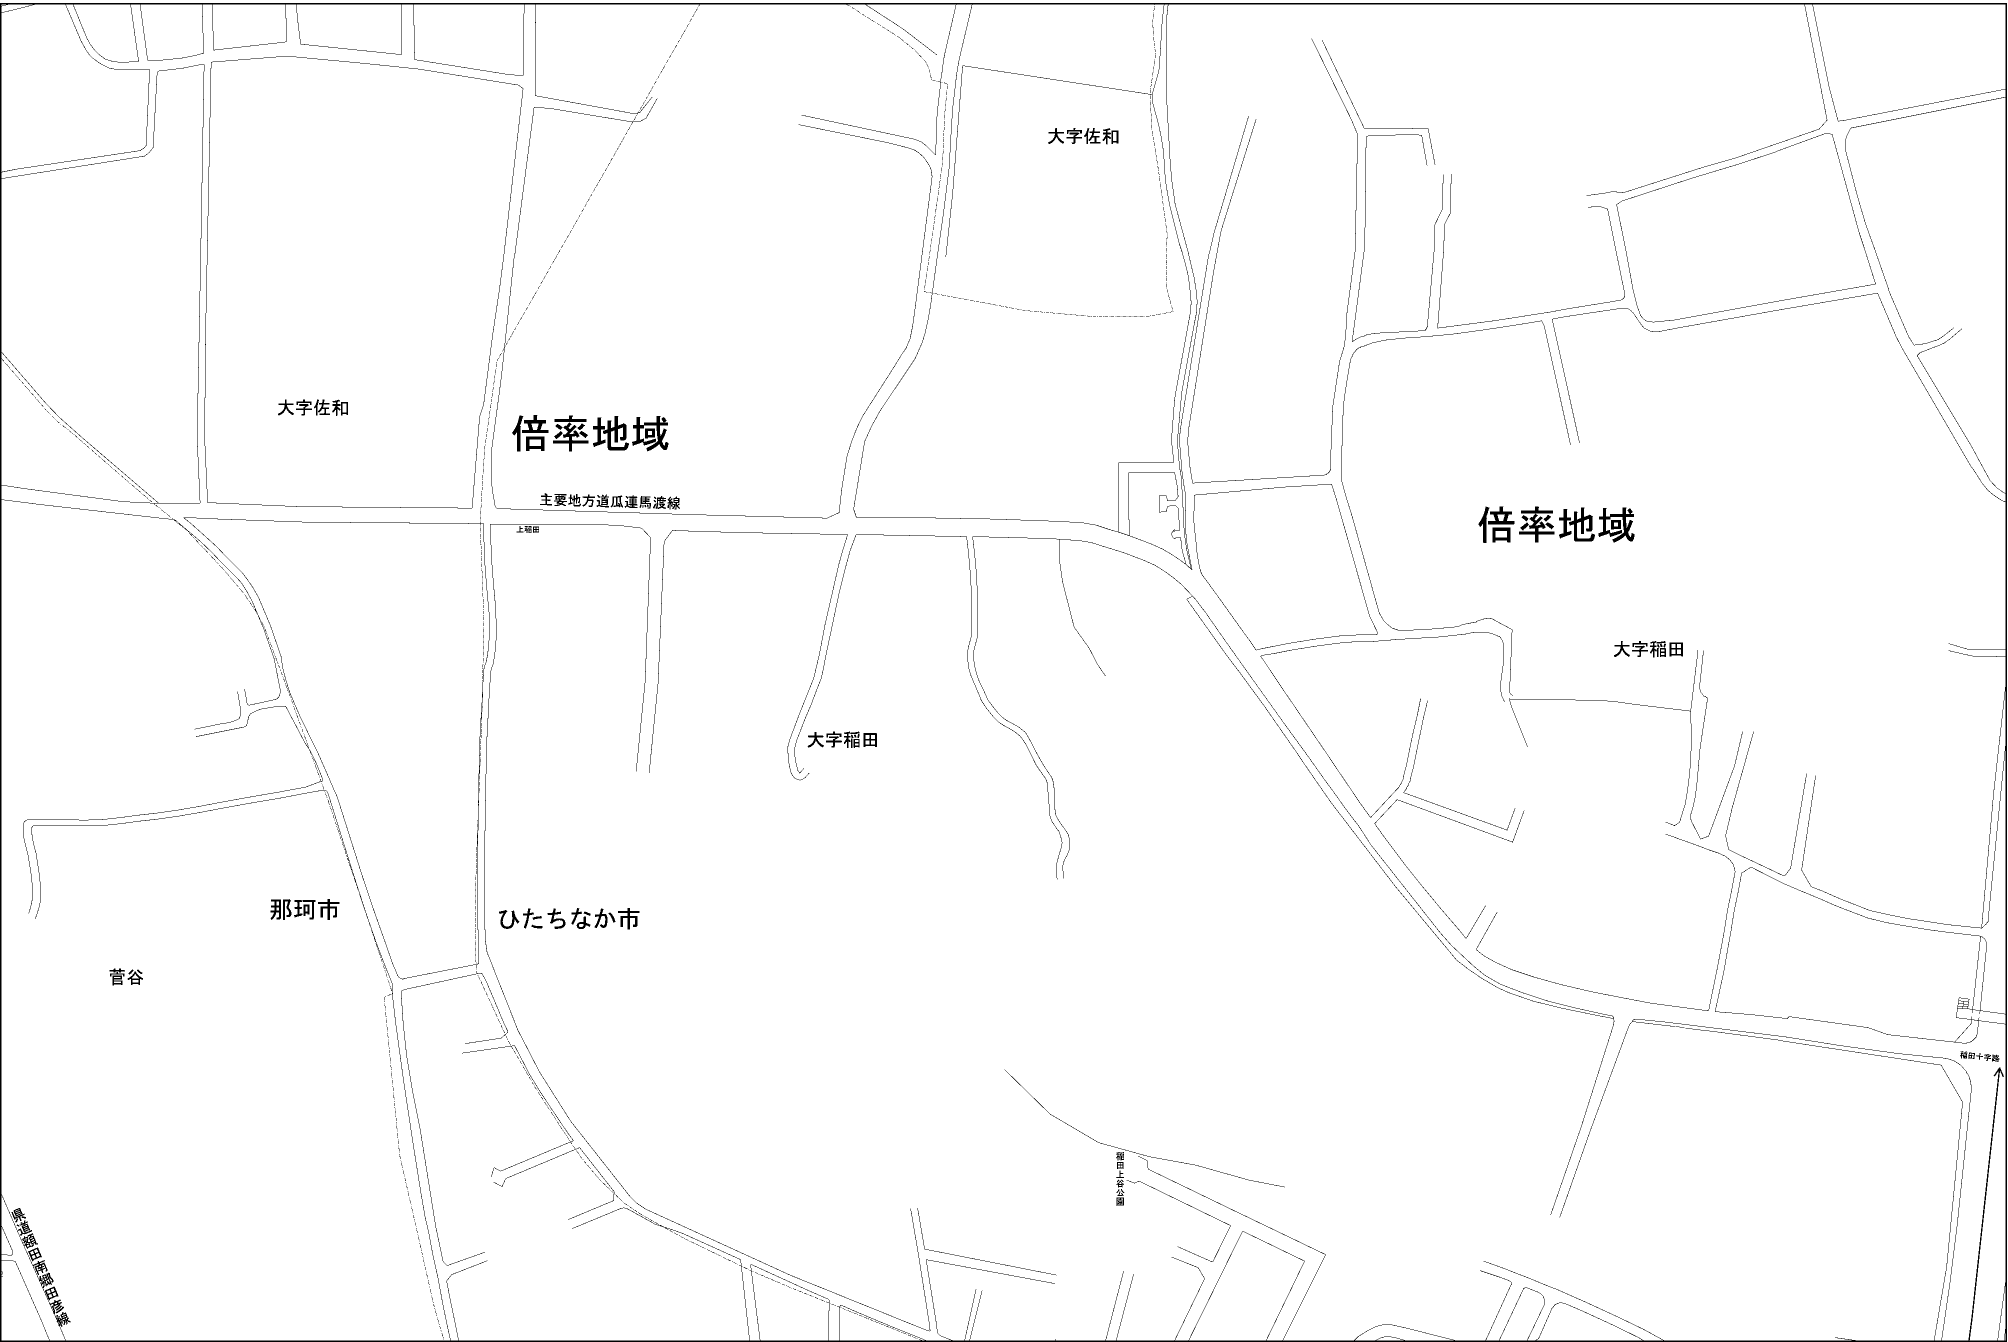 大字佐和
大字佐和
倍率地域
主要地方道瓜連馬渡線
上稲田
倍率地域
大字稲田
大字稲田
那珂市
ひたちなか市
菅谷
稲田十字路
稲田上谷公園
県道額田南郷田彦線